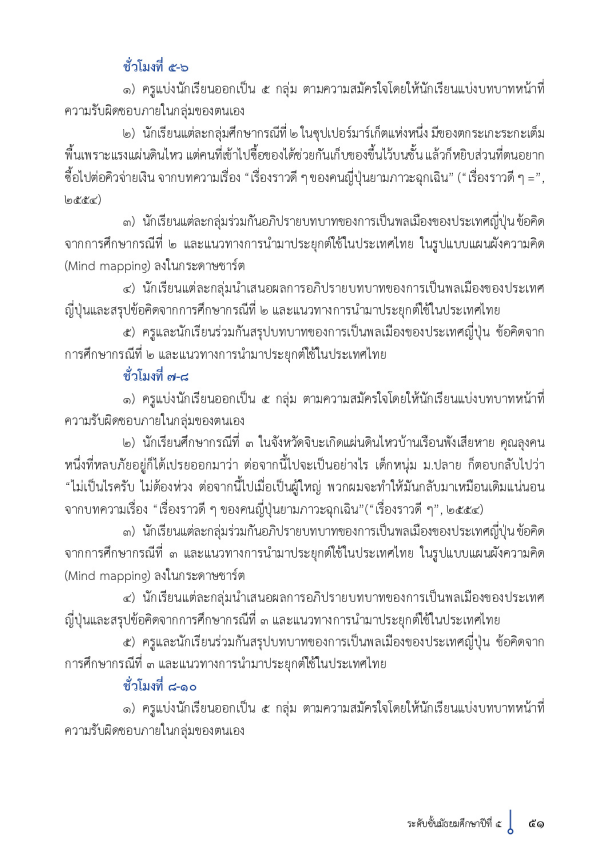 ชั่วโมงที่ ๕-๖
๑) ครูแบ่งนักเรียนออกเป็น ๕ กลุ่ม ตามความสมัครใจโดยให้นักเรียนแบ่งบทบาทหน้าที่
ความรับผิดชอบภายในกลุ่มของตนเอง
๒) นักเรียนแต่ละกลุ่มศึกษากรณีที่ ๒ ในซุปเปอร์มาร์เก็ตแห่งหนึ่ง มีของตกระเกะระกะเต็ม
พื้นเพราะแรงแผ่นดินไหว แต่คนที่เข้าไปซื้อของได้ช่วยกันเก็บของขึ้นไว้บนชั้น แล้วก็หยิบส่วนที่ตนอยาก
ซื้อไปต่อคิวจ่ายเงิน จากบทความเรื่อง “เรื่องราวดี ๆ ของคนญี่ปุ่นยามภาวะฉุกเฉิน” (“เรื่องราวดี ๆ =”,
๒๕๕๔)
๓) นักเรียนแต่ละกลุ่มร่วมกันอภิปรายบทบาทของการเป็นพลเมืองของประเทศญี่ปุ่น ข้อคิด
จากการศึกษากรณีที่ ๒ และแนวทางการนำมาประยุกต์ใช้ในประเทศไทย ในรูปแบบแผนผังความคิด
(Mind mapping) ลงในกระดาษชาร์ต
๔) นักเรียนแต่ละกลุ่มนำเสนอผลการอภิปรายบทบาทของการเป็นพลเมืองของประเทศ
ญี่ปุ่นและสรุปข้อคิดจากการศึกษากรณีที่ ๒ และแนวทางการนำมาประยุกต์ใช้ในประเทศไทย
๕) ครูและนักเรียนร่วมกันสรุปบทบาทของการเป็นพลเมืองของประเทศญี่ปุ่น ข้อคิดจาก
การศึกษากรณีที่ ๒ และแนวทางการนำมาประยุกต์ใช้ในประเทศไทย
ชั่วโมงที่ ๗-๘
๑) ครูแบ่งนักเรียนออกเป็น ๕ กลุ่ม ตามความสมัครใจโดยให้นักเรียนแบ่งบทบาทหน้าที่
ความรับผิดชอบภายในกลุ่มของตนเอง
๒) นักเรียนศึกษากรณีที่ ๓ ในจังหวัดจิบะเกิดแผ่นดินไหวบ้านเรือนพังเสียหาย คุณลุงคน
หนึ่งที่หลบภัยอยู่ก็ได้เปรยออกมาว่า ต่อจากนี้ไปจะเป็นอย่างไร เด็กหนุ่ม ม.ปลาย ก็ตอบกลับไปว่า
“ไม่เป็นไรครับ ไม่ต้องห่วง ต่อจากนี้ไปเมื่อเป็นผู้ใหญ่ พวกผมจะทำให้มันกลับมาเหมือนเดิมแน่นอน
จากบทความเรื่อง “เรื่องราวดี ๆ ของคนญี่ปุ่นยามภาวะฉุกเฉิน”(“เรื่องราวดี ๆ”, ๒๕๕๔)
๓) นักเรียนแต่ละกลุ่มร่วมกันอภิปรายบทบาทของการเป็นพลเมืองของประเทศญี่ปุ่น ข้อคิด
จากการศึกษากรณีที่ ๓ และแนวทางการนำมาประยุกต์ใช้ในประเทศไทย ในรูปแบบแผนผังความคิด
(Mind mapping) ลงในกระดาษชาร์ต
๔) นักเรียนแต่ละกลุ่มนำเสนอผลการอภิปรายบทบาทของการเป็นพลเมืองของประเทศ
ญี่ปุ่นและสรุปข้อคิดจากการศึกษากรณีที่ ๓ และแนวทางการนำมาประยุกต์ใช้ในประเทศไทย
๕) ครูและนักเรียนร่วมกันสรุปบทบาทของการเป็นพลเมืองของประเทศญี่ปุ่น ข้อคิดจาก
การศึกษากรณีที่ ๓ และแนวทางการนำมาประยุกต์ใช้ในประเทศไทย
ชั่วโมงที่ ๘-๑๐
๑) ครูแบ่งนักเรียนออกเป็น ๕ กลุ่ม ตามความสมัครใจโดยให้นักเรียนแบ่งบทบาทหน้าที่
ความรับผิดชอบภายในกลุ่มของตนเอง
ระดับชั้นมัธยมศึกษาปีที่ ๕ ๕๑